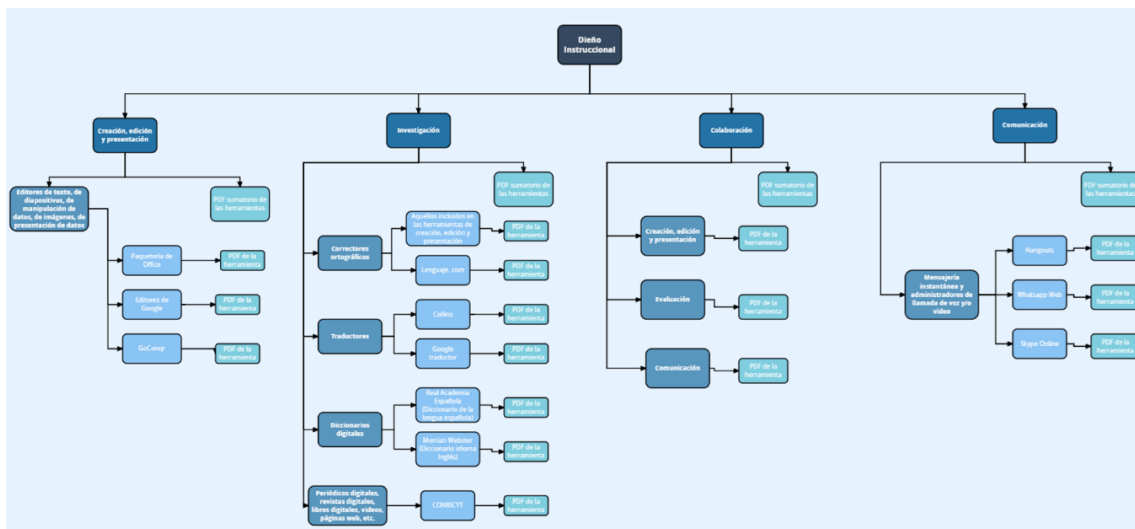 Dieño
Instruccional
Creación, edición
y presentación
Investigación
Colaboración
Comunicación
Editores de texto, de
diapositivas, de
manipulación de
datos, de imágenes, de
presentación de datos
PDF sumatorio de
las herramientas
Paquetería de
Office
PDF de la
herramienta
Editores de
Google
PDF de la
herramienta
GoConqr
PDF de la
herramienta
PDF sumatorio de
las herramientas
Correctores
ortográficos
Aquellos incluidos en
las herramientas de
creación, edición y
presentación
PDF de la
herramienta
Lenguaje. com
PDF de la
herramienta
Traductores
Collins
PDF de la
herramienta
Google
traductor
PDF de la
herramienta
Diccionarios
digitales
Real Academia
Española
(Diccionario de la
lengua española)
PDF de la
herramienta
Merrian Webster
(Diccionario idioma
Inglés)
PDF de la
herramienta
Periódicos digitales,
revistas digitales,
libros digitales, videos,
páginas web, etc.
CONRICYT
PDF de la
herramienta
PDF sumatorio de
las herramientas
Creación, edición
y presentación
PDF de la
herramienta
Evaluación
PDF de la
herramienta
Comunicación
PDF de la
herramienta
PDF sumatorio de
las herramientas
Mensajería
instantánea y
administradores de
llamada de voz y/o
video
Hangouts
PDF de la
herramienta
Whatsapp Web
PDF de la
herramienta
Skype Online
PDF de la
herramienta